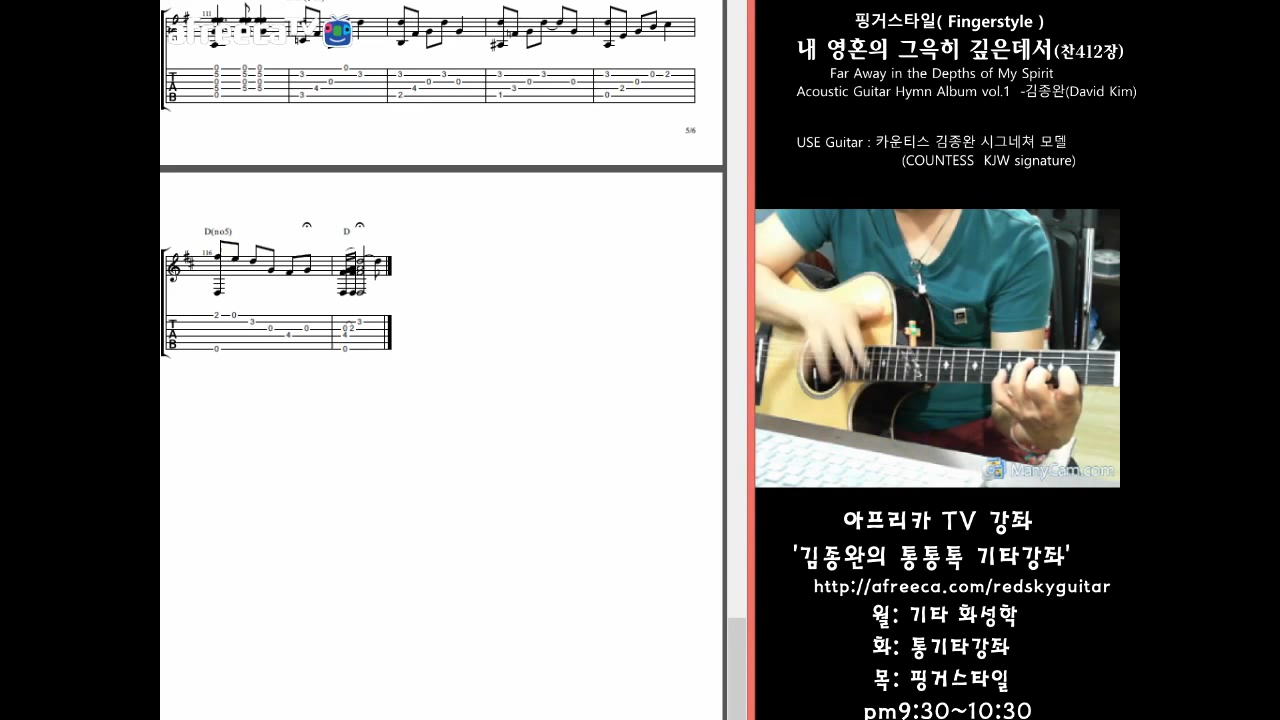 afreecaTV
111
5/6
D(no5)
D
116
핑거스타일( Fingerstyle )
내 영혼의 그윽히 깊은데서(찬412장)
Far Away in the Depths of My Spirit
Acoustic Guitar Hymn Album vol.1 -김종완(David Kim)
USE Guitar : 카운티스 김종완 시그네쳐 모델
(COUNTESS KJW signature)
ManyCam.com
아프리카 TV 강좌
'김종완의 통통톡 기타강좌'
http://afreeca.com/redskyguitar
월: 기타 화성학
화: 통기타강좌
목: 핑거스타일
pm9:30~10:30